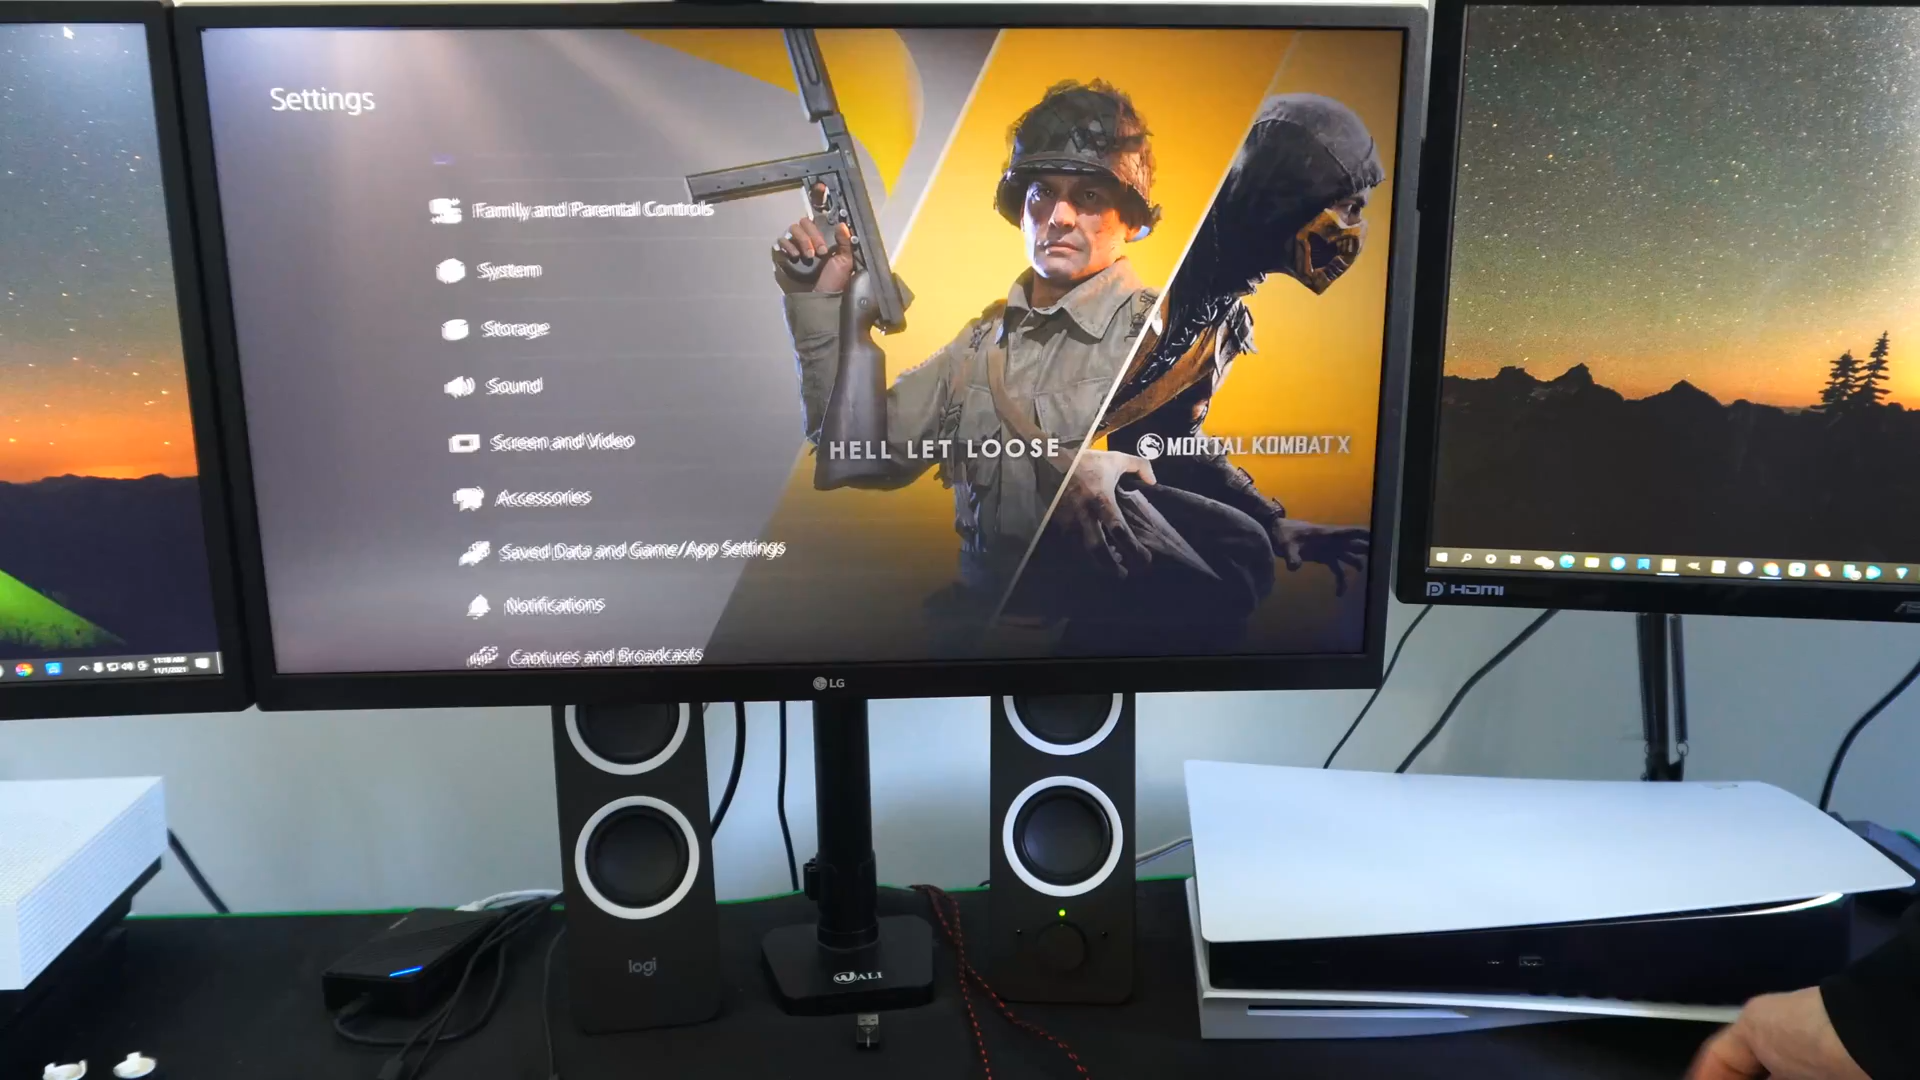 Settings
Family and Parental Controls
System
Storage
Sound
Screen and Video
Accessories
Saved Data and Game/App Settings
Notifications
Captures and Broadcasts
HELL LET LOOSE
MORTAL KOMBAT X
LG
HDMI
logi
WALI